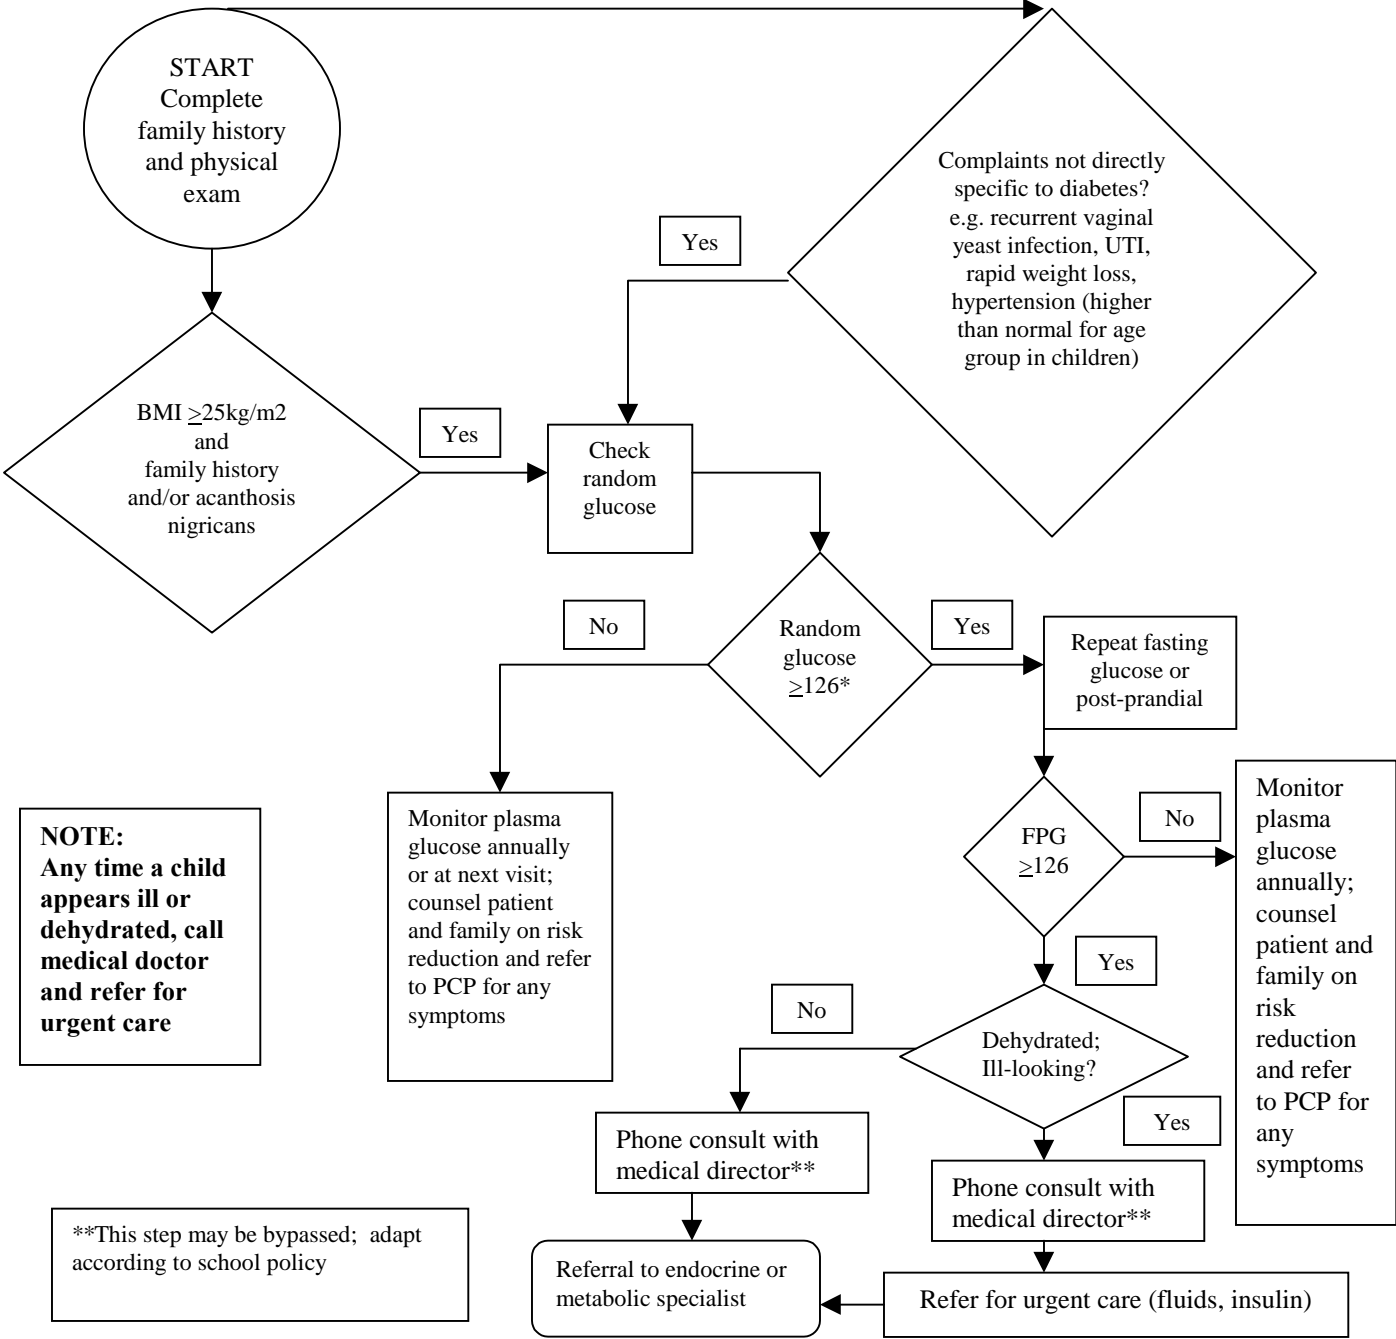 START
Complete
family history
and physical
exam
Complaints not directly
specific to diabetes?
e.g. recurrent vaginal
yeast infection, UTI,
rapid weight loss,
hypertension (higher
than normal for age
group in children)
Yes
BMI ≥25kg/m2
and
family history
and/or acanthosis
nigricans
Yes
Check
random
glucose
No
Random
glucose
≥126*
Yes
Repeat fasting
glucose or
post-prandial
NOTE:
Any time a child
appears ill or
dehydrated, call
medical doctor
and refer for
urgent care
Monitor plasma
glucose annually
or at next visit;
counsel patient
and family on risk
reduction and refer
to PCP for any
symptoms
FPG
≥126
No
Monitor
plasma
glucose
annually;
counsel
patient and
family on
risk
reduction
and refer
to PCP for
any
symptoms
Yes
No
Dehydrated;
Ill-looking?
Yes
Phone consult with
medical director**
Phone consult with
medical director**
**This step may be bypassed; adapt
according to school policy
Referral to endocrine or
metabolic specialist
Refer for urgent care (fluids, insulin)